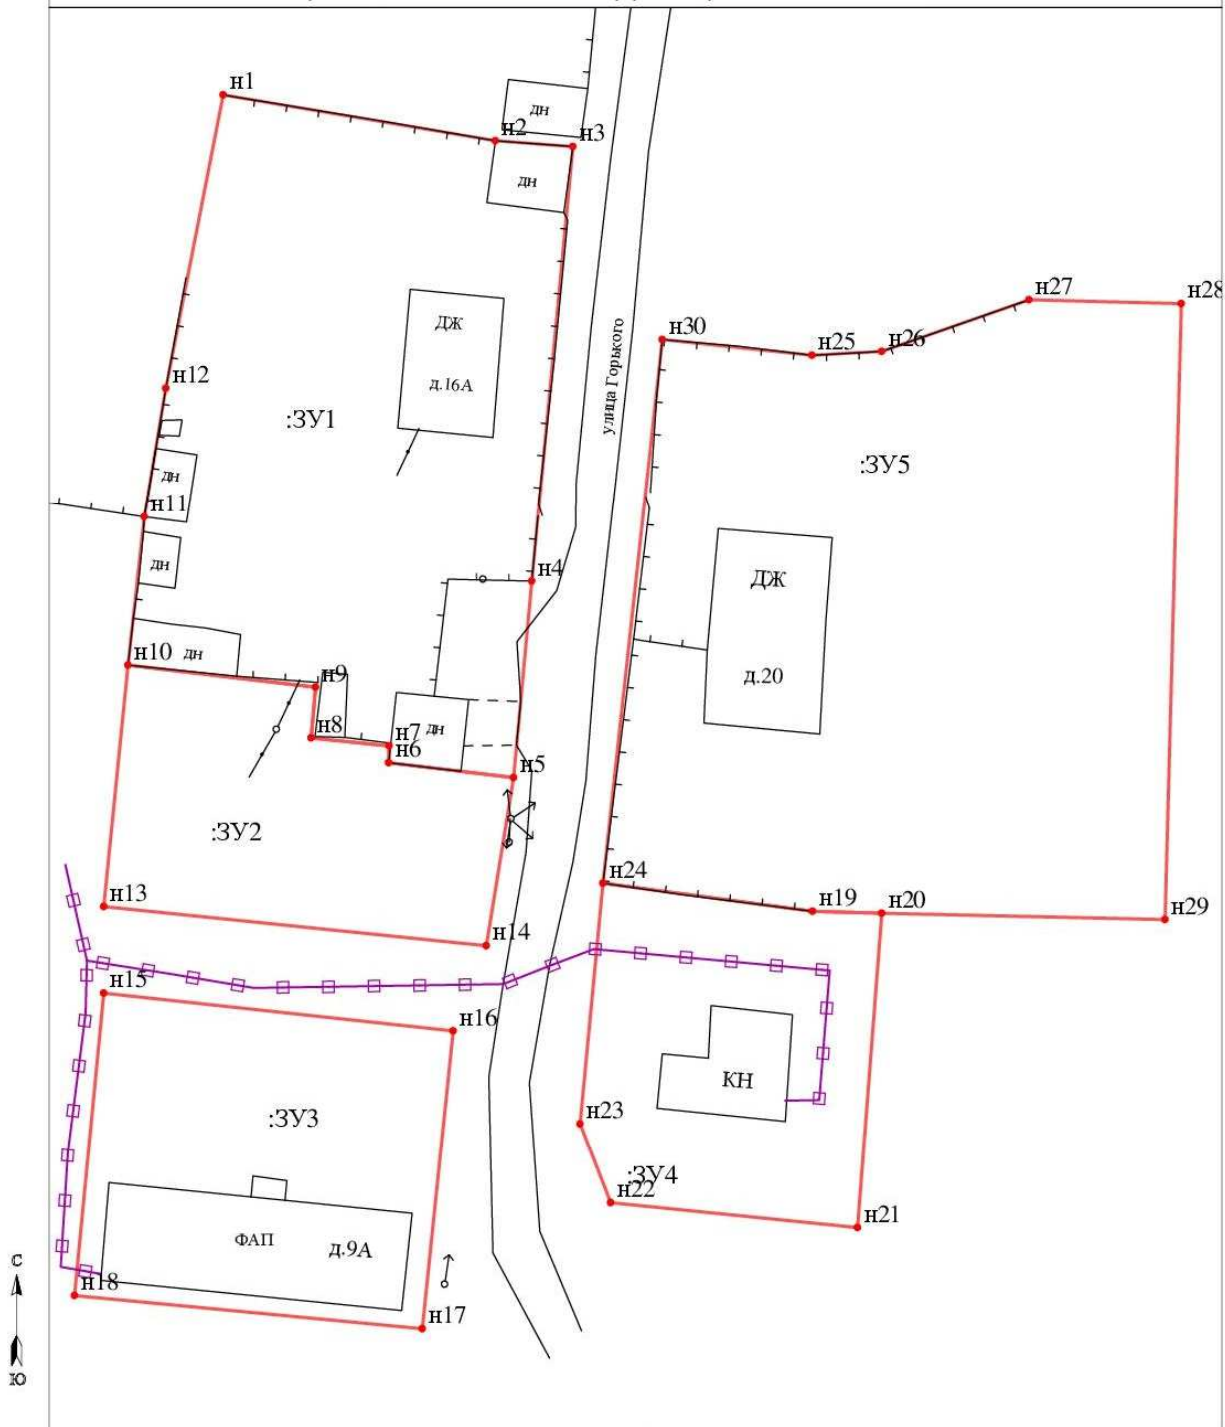 н1
дн
н2
н3
дн
н27
н28
ДЖ
н30
н25
н26
улица Горького
н12
д.16А
:ЗУ1
:ЗУ5
дн
н11
дн
н4
ДЖ
н10
дн
н9
д.20
н8
н7
дн
н6
н5
:ЗУ2
н24
н13
н19
н20
н29
н14
н15
н16
КН
:ЗУ3
н23
:ЗУ4
н22
н21
ФАП
д.9А
С
н18
н17
Ю